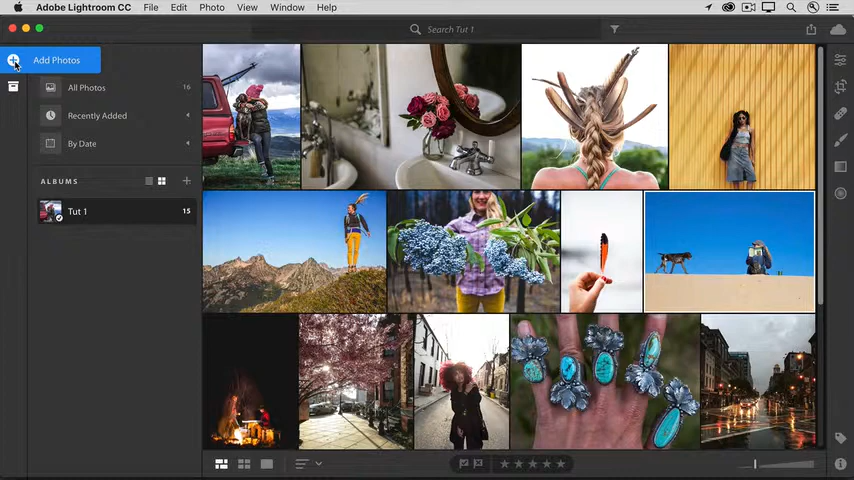 Adobe Lightroom CC File Edit Photo View Window Help
Search Tut 1
Add Photos
All Photos 16
Recently Added
By Date
ALBUMS
Tut 1 15